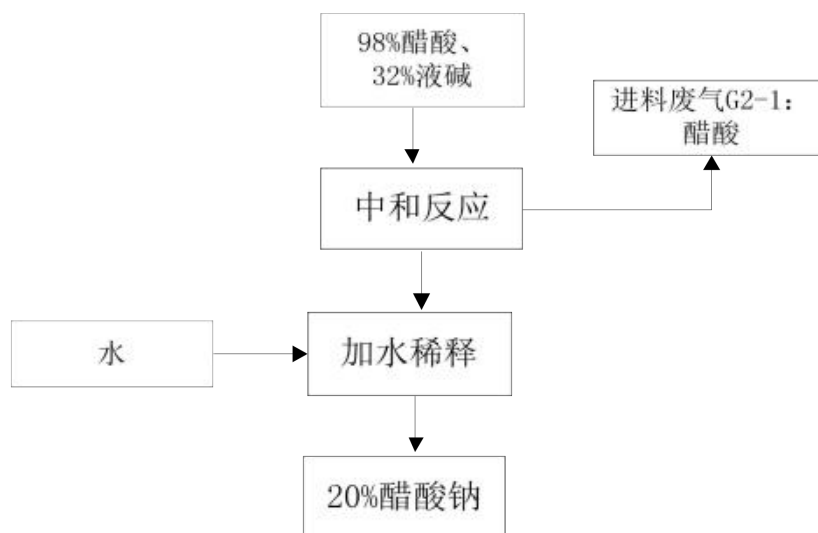 98%醋酸、
32%液碱
进料废气G2-1:
醋酸
中和反应
水
加水稀释
20%醋酸钠